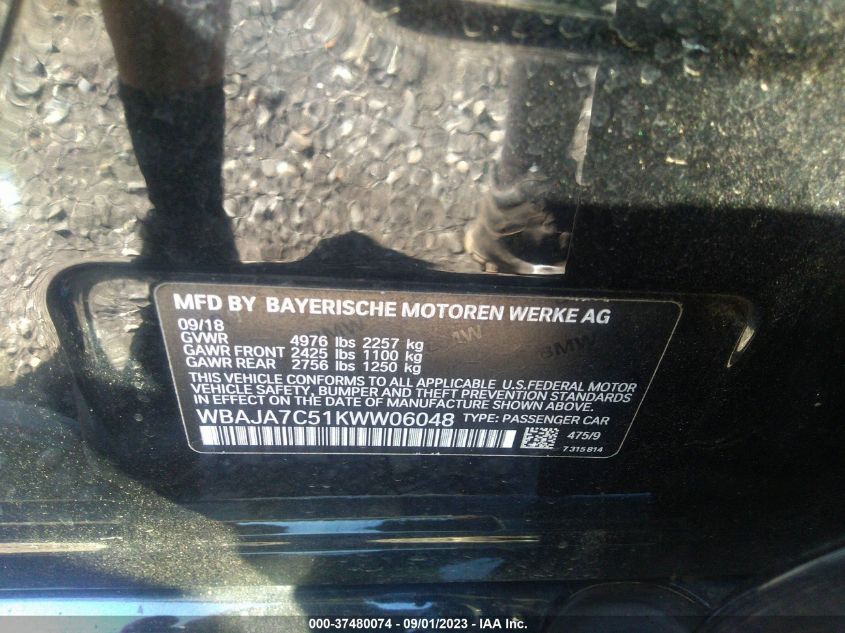 MFD BY BAYERISCHE MOTOREN WERKE AG
09/18
GVWR 4976 lbs 2257 kg
GAWR FRONT 2425 lbs 1100 kg
GAWR REAR 2756 lbs 1250 kg
THIS VEHICLE CONFORMS TO ALL APPLICABLE U.S.FEDERAL MOTOR
VEHICLE SAFETY, BUMPER AND THEFT PREVENTION STANDARDS
IN EFFECT ON THE DATE OF MANUFACTURE SHOWN ABOVE.
WBAJA7C51KWW06048 TYPE: PASSENGER CAR
475/9
7 315 814
BMW BMW BMW
000-37480074 - 09/01/2023 - IAA Inc.